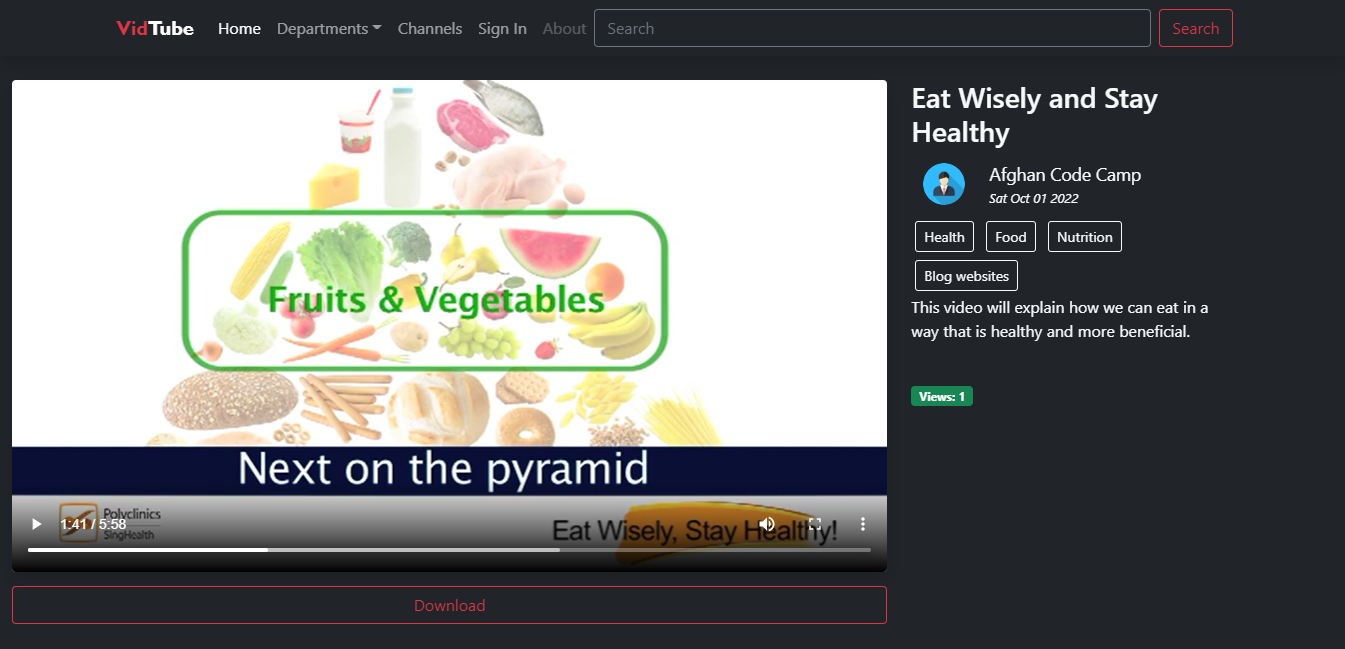 VidTube Home Departments Channels Sign In About Search Search
Fruits & Vegetables
Next on the pyramid
Polyclinics
SingHealth
Eat Wisely, Stay Healthy!
1:41 / 5:58
Download
Eat Wisely and Stay
Healthy
Afghan Code Camp
Sat Oct 01 2022
Health Food Nutrition
Blog websites
This video will explain how we can eat in a
way that is healthy and more beneficial.
Views: 1